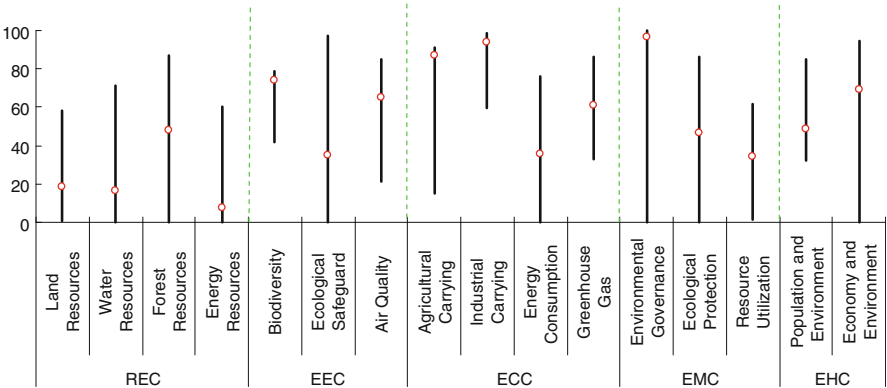 100
80
60
40
20
0
Land
Resources
Water
Resources
Forest
Resources
Energy
Resources
Biodiversity
Ecological
Safeguard
Air Quality
Agricultural
Carrying
Industrial
Carrying
Energy
Consumption
Greenhouse
Gas
Environmental
Governance
Ecological
Protection
Resource
Utilization
Population and
Environment
Economy and
Environment
REC
EEC
ECC
EMC
EHC